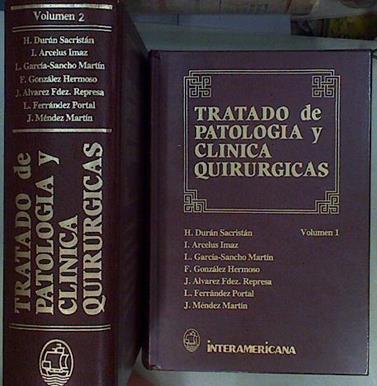 Volumen 2
H. Durán Sacristán
I. Arcelus Imaz
L. García-Sancho Martín
F. González Hermoso
J. Alvarez Fdez. Represa
L. Ferrández Portal
J. Méndez Martín
TRATADO de
PATOLOGIA y
CLINICA
QUIRURGICAS
TRATADO de
PATOLOGIA y
CLINICA
QUIRURGICAS
H. Durán Sacristán Volumen 1
I. Arcelus Imaz
L. García-Sancho Martín
F. González Hermoso
J. Alvarez Fdez. Represa
L. Ferrández Portal
J. Méndez Martín
INTERAMERICANA